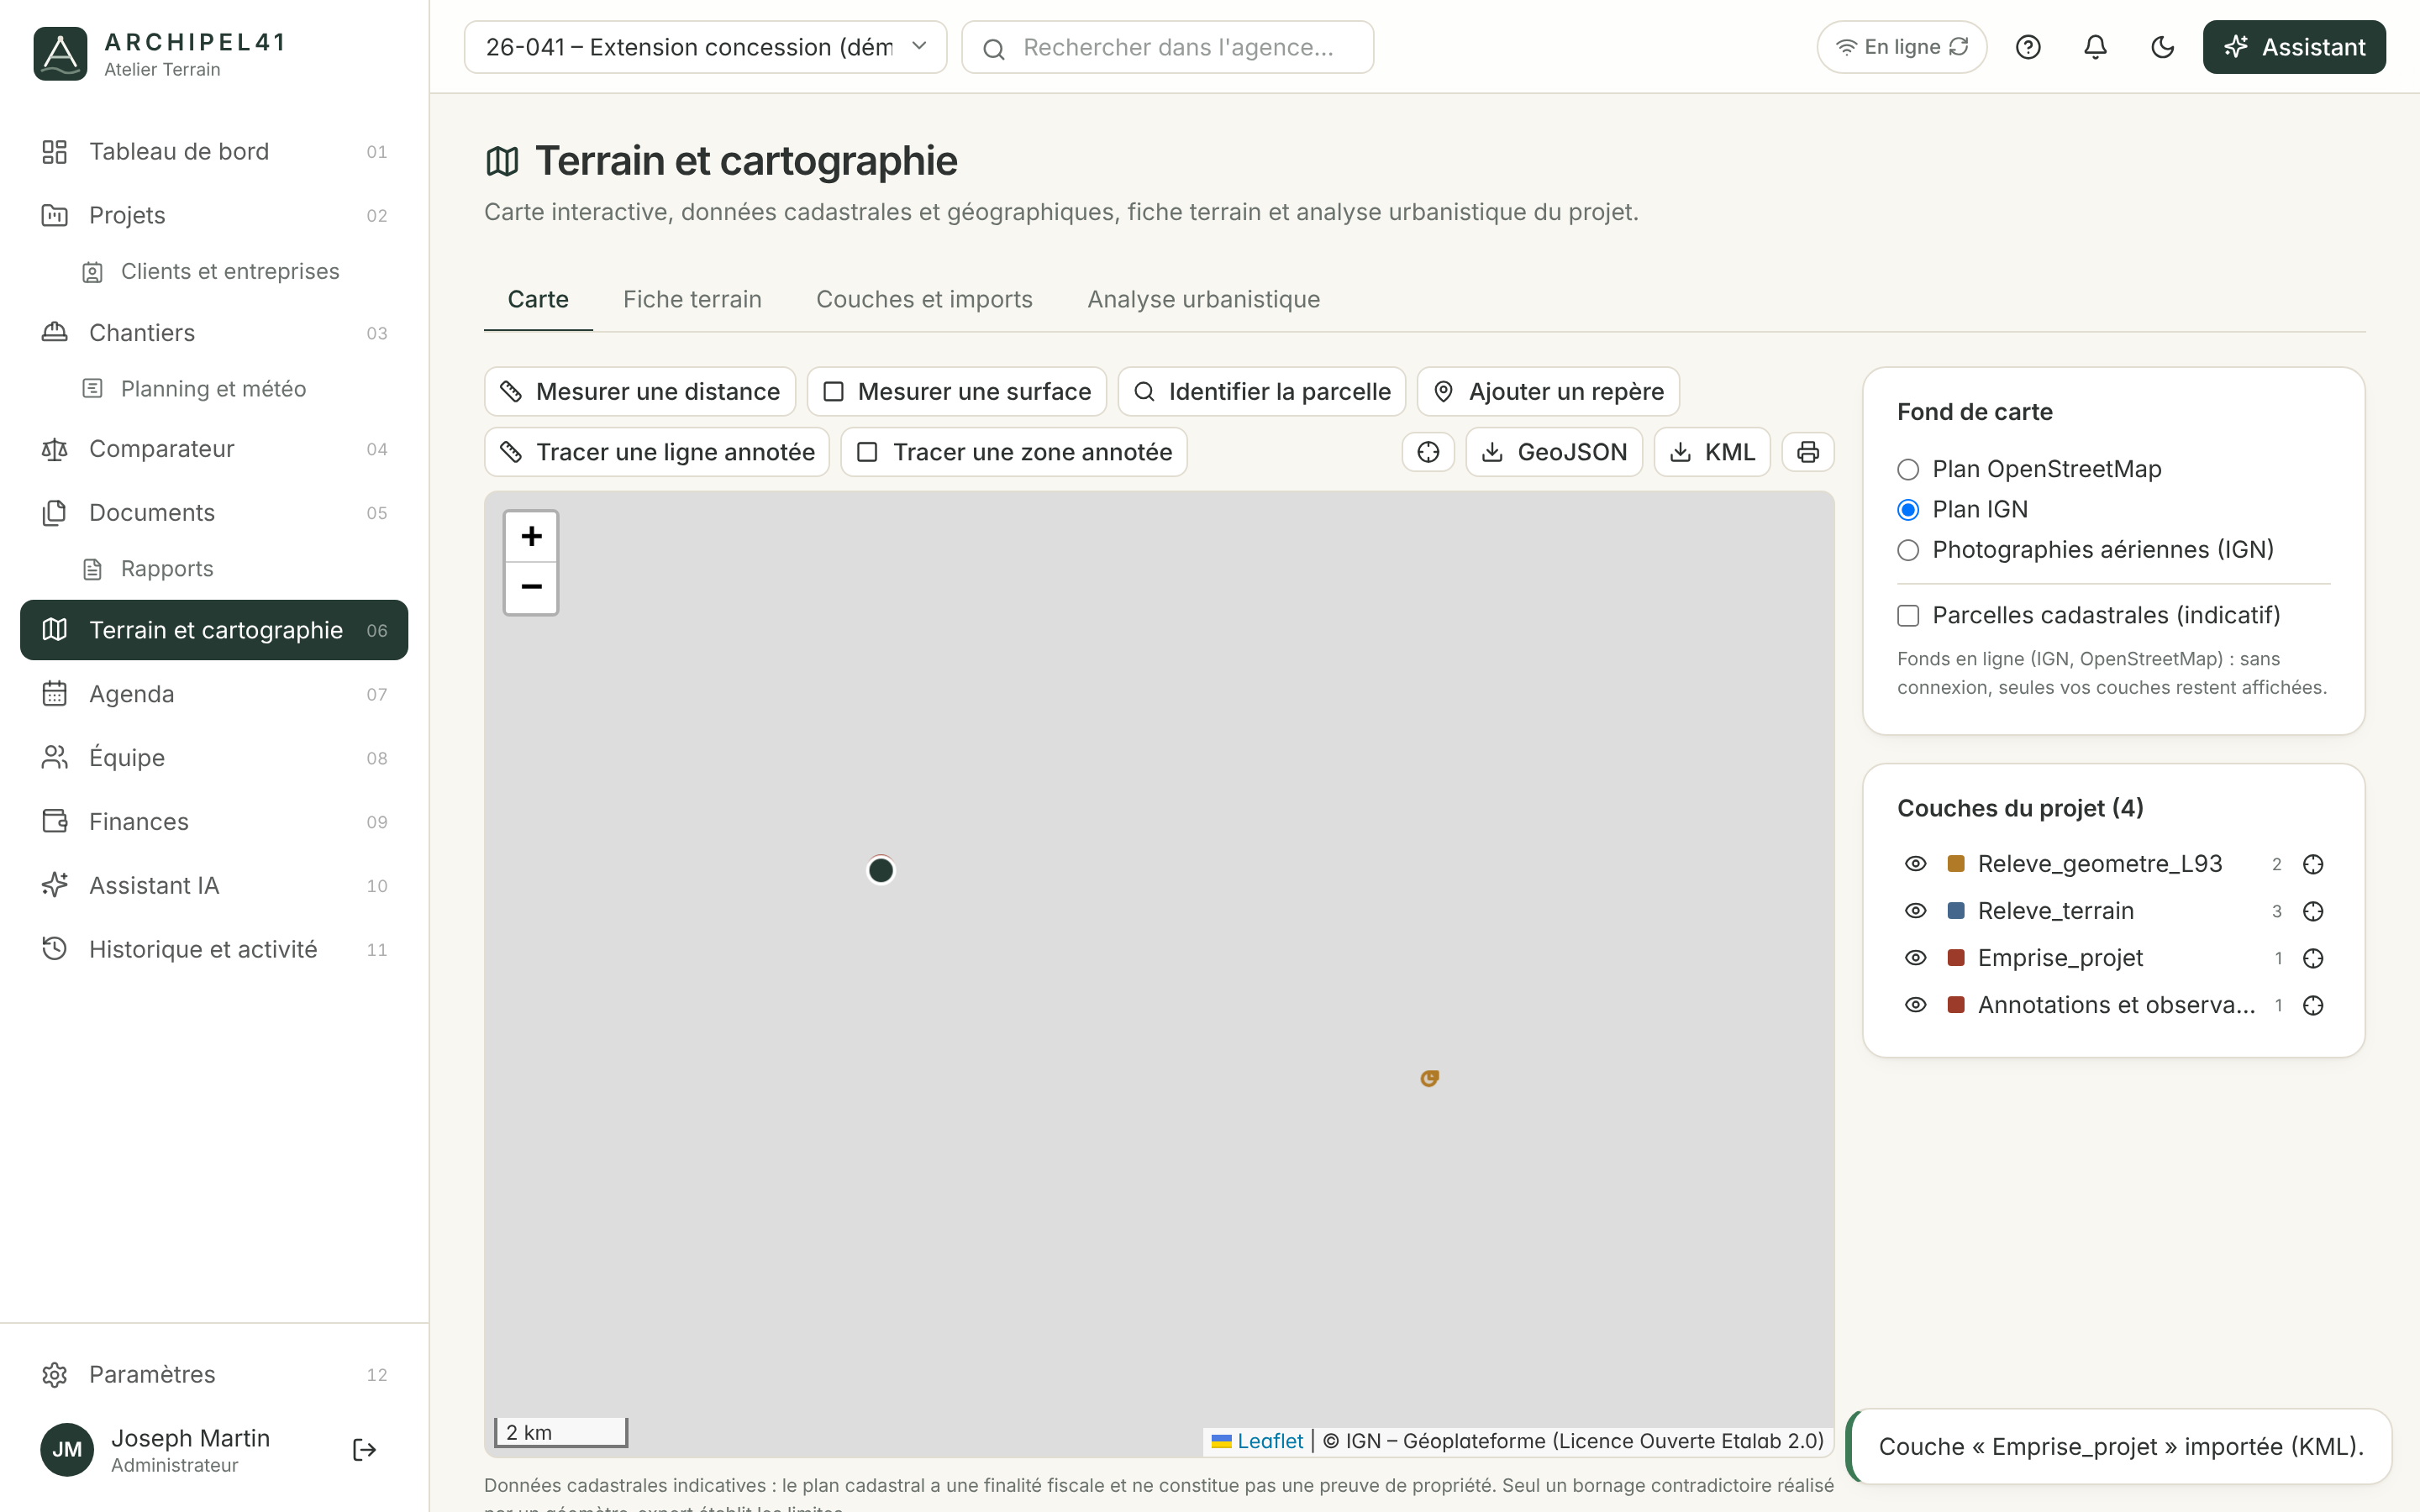 ARCHIPEL41
Atelier Terrain
Tableau de bord 01
Projets 02
Clients et entreprises
Chantiers 03
Planning et météo
Comparateur 04
Documents 05
Rapports
Terrain et cartographie 06
Agenda 07
Équipe 08
Finances 09
Assistant IA 10
Historique et activité 11
Paramètres 12
JM
Joseph Martin
Administrateur
26-041 – Extension concession (dém
Rechercher dans l'agence...
En ligne
Assistant
Terrain et cartographie
Carte interactive, données cadastrales et géographiques, fiche terrain et analyse urbanistique du projet.
Carte
Fiche terrain
Couches et imports
Analyse urbanistique
Mesurer une distance
Mesurer une surface
Identifier la parcelle
Ajouter un repère
Tracer une ligne annotée
Tracer une zone annotée
GeoJSON
KML
+
−
2 km
Leaflet | © IGN – Géoplateforme (Licence Ouverte Etalab 2.0)
Données cadastrales indicatives : le plan cadastral a une finalité fiscale et ne constitue pas une preuve de propriété. Seul un bornage contradictoire réalisé
Fond de carte
Plan OpenStreetMap
Plan IGN
Photographies aériennes (IGN)
Parcelles cadastrales (indicatif)
Fonds en ligne (IGN, OpenStreetMap) : sans
connexion, seules vos couches restent affichées.
Couches du projet (4)
Releve_geometre_L93 2
Releve_terrain 3
Emprise_projet 1
Annotations et observa... 1
Couche « Emprise_projet » importée (KML).